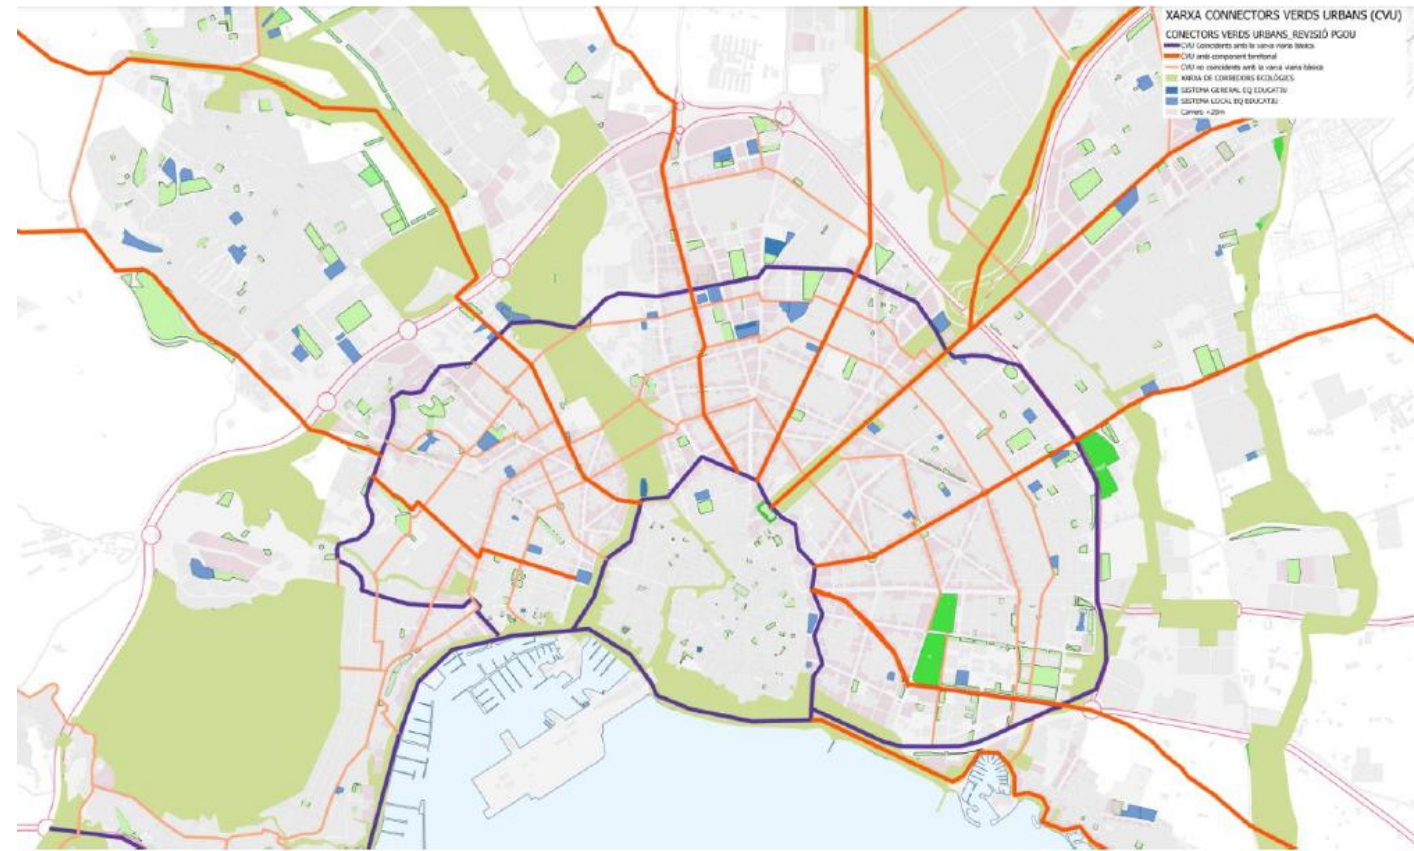 XARXA CONNECTORS VERDS URBANS (CVU)
CONECTORS VERDS URBANS_REVISIÓ PGOU
CVU Coincidents amb la xarxa viaria bàsica
CVU amb component territorial
CVU no coincidents amb la xarxa viaria bàsica
XARXA DE CORREDORS ECOLÒGICS
SISTEMA GENERAL EQ EDUCATIU
SISTEMA LOCAL EQ EDUCATIU
Carrers +20m